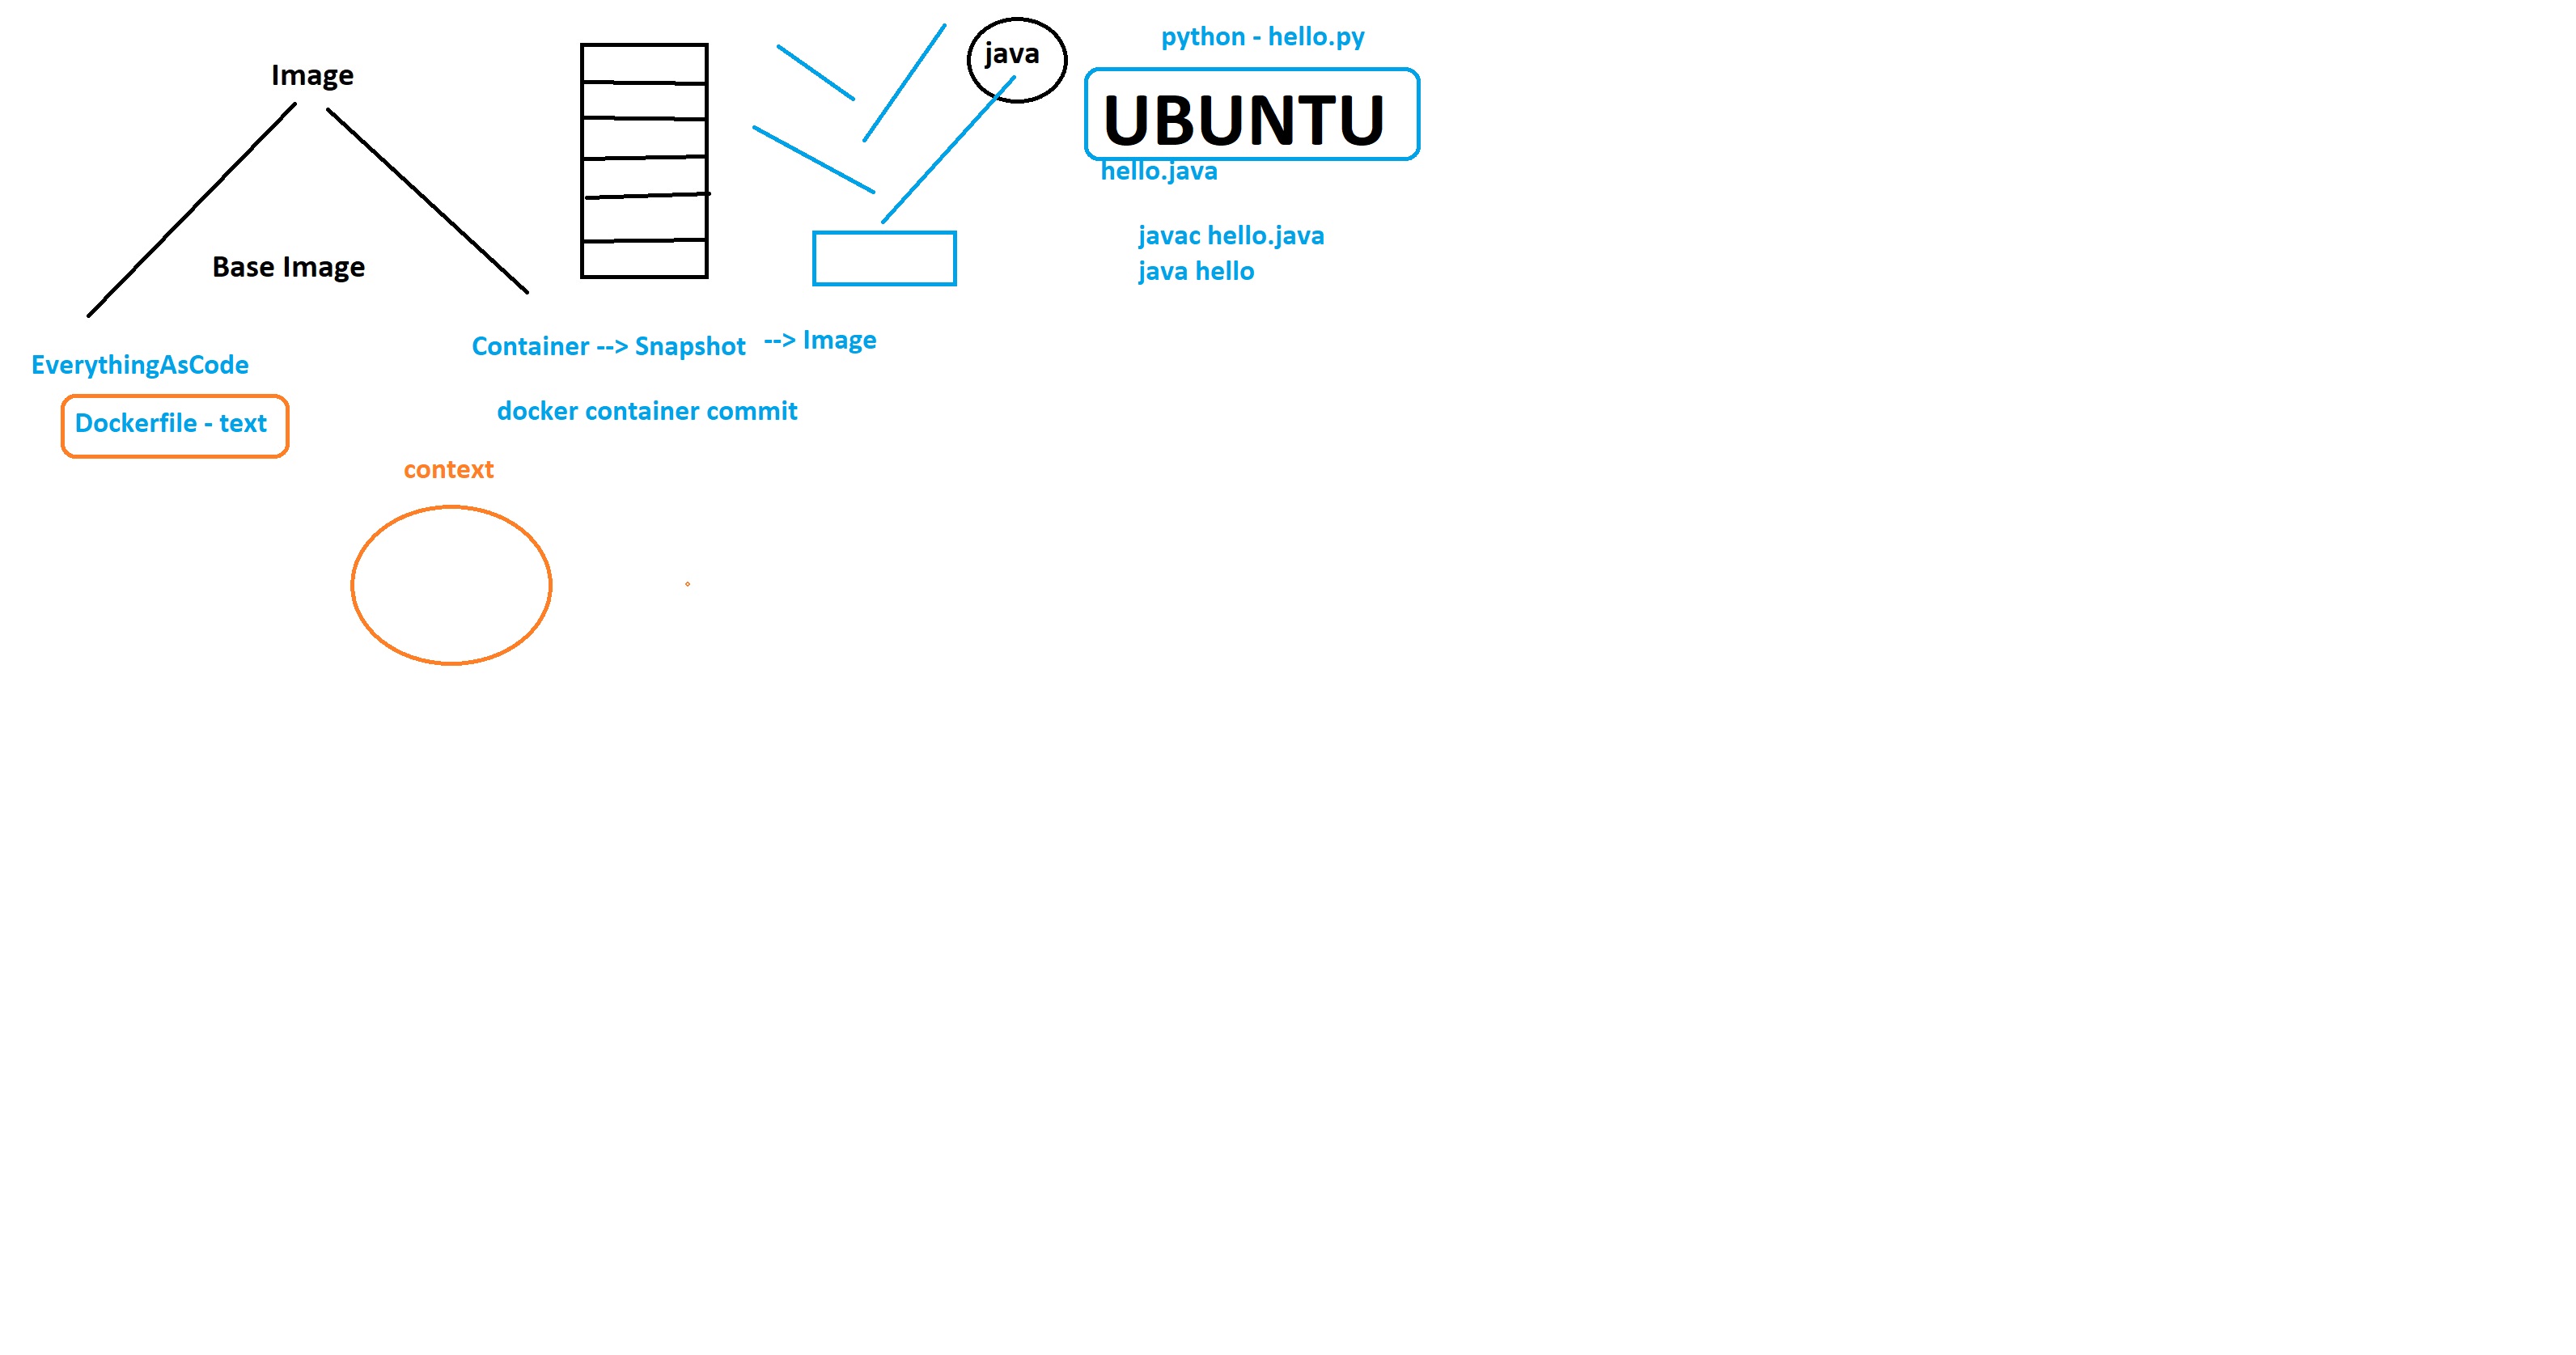 Image
Base Image
EverythingAsCode
Dockerfile - text
Container --> Snapshot
--> Image
docker container commit
context
java
python - hello.py
UBUNTU
hello.java
javac hello.java
java hello